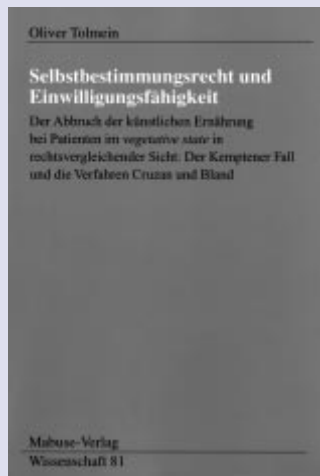 Oliver Tolmein
Selbstbestimmungsrecht und
Einwilligungsfähigkeit
Der Abbruch der künstlichen Ernährung
bei Patienten im vegetative state in
rechtsvergleichender Sicht: Der Kemptener Fall
und die Verfahren Cruzan und Bland
Mabuse-Verlag
Wissenschaft 81